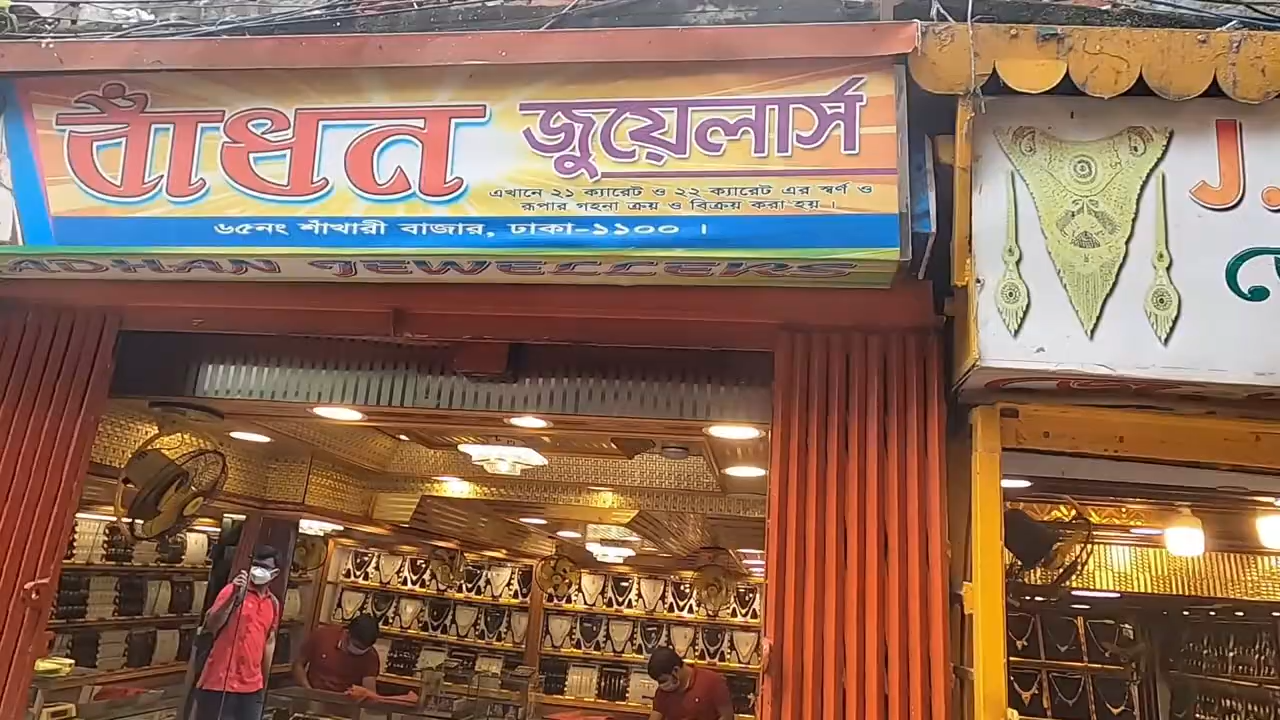 বাঁধন জুয়েলার্স
এখানে ২১ ক্যারেট ও ২২ ক্যারেট এর স্বর্ণ ও
রূপার গহনা ক্রয় ও বিক্রয় করা হয় ।
৬৫নং শাঁখারী বাজার, ঢাকা-১১০০ ।
ADHAN JEWELLERS
J.